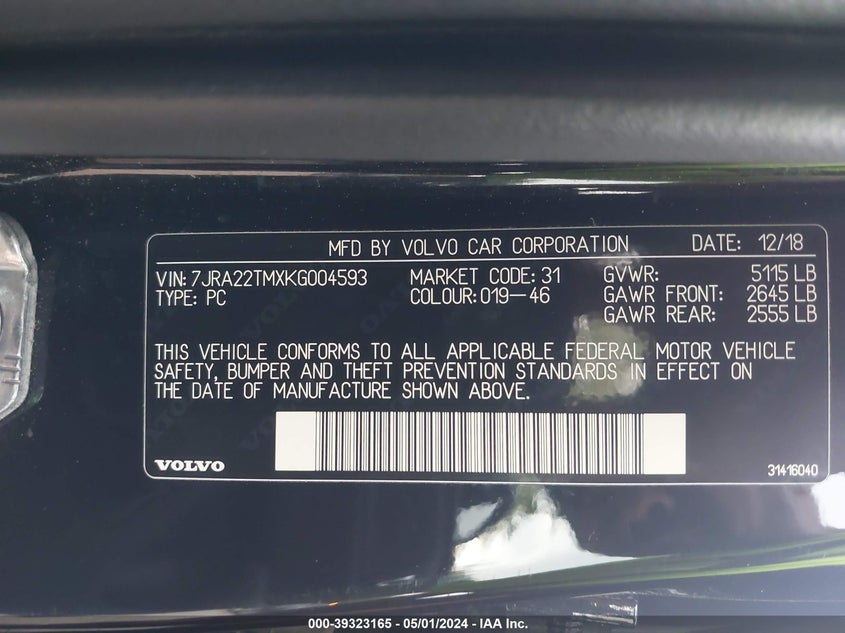 MFD BY VOLVO CAR CORPORATION DATE: 12/18
VIN: 7JRA22TMXKG004593 MARKET CODE: 31 GVWR: 5115 LB
TYPE: PC COLOUR: 019-46 GAWR FRONT: 2645 LB
GAWR REAR: 2555 LB
THIS VEHICLE CONFORMS TO ALL APPLICABLE FEDERAL MOTOR VEHICLE
SAFETY, BUMPER AND THEFT PREVENTION STANDARDS IN EFFECT ON
THE DATE OF MANUFACTURE SHOWN ABOVE.
VOLVO 31416040
000-39323165 - 05/01/2024 - IAA Inc.